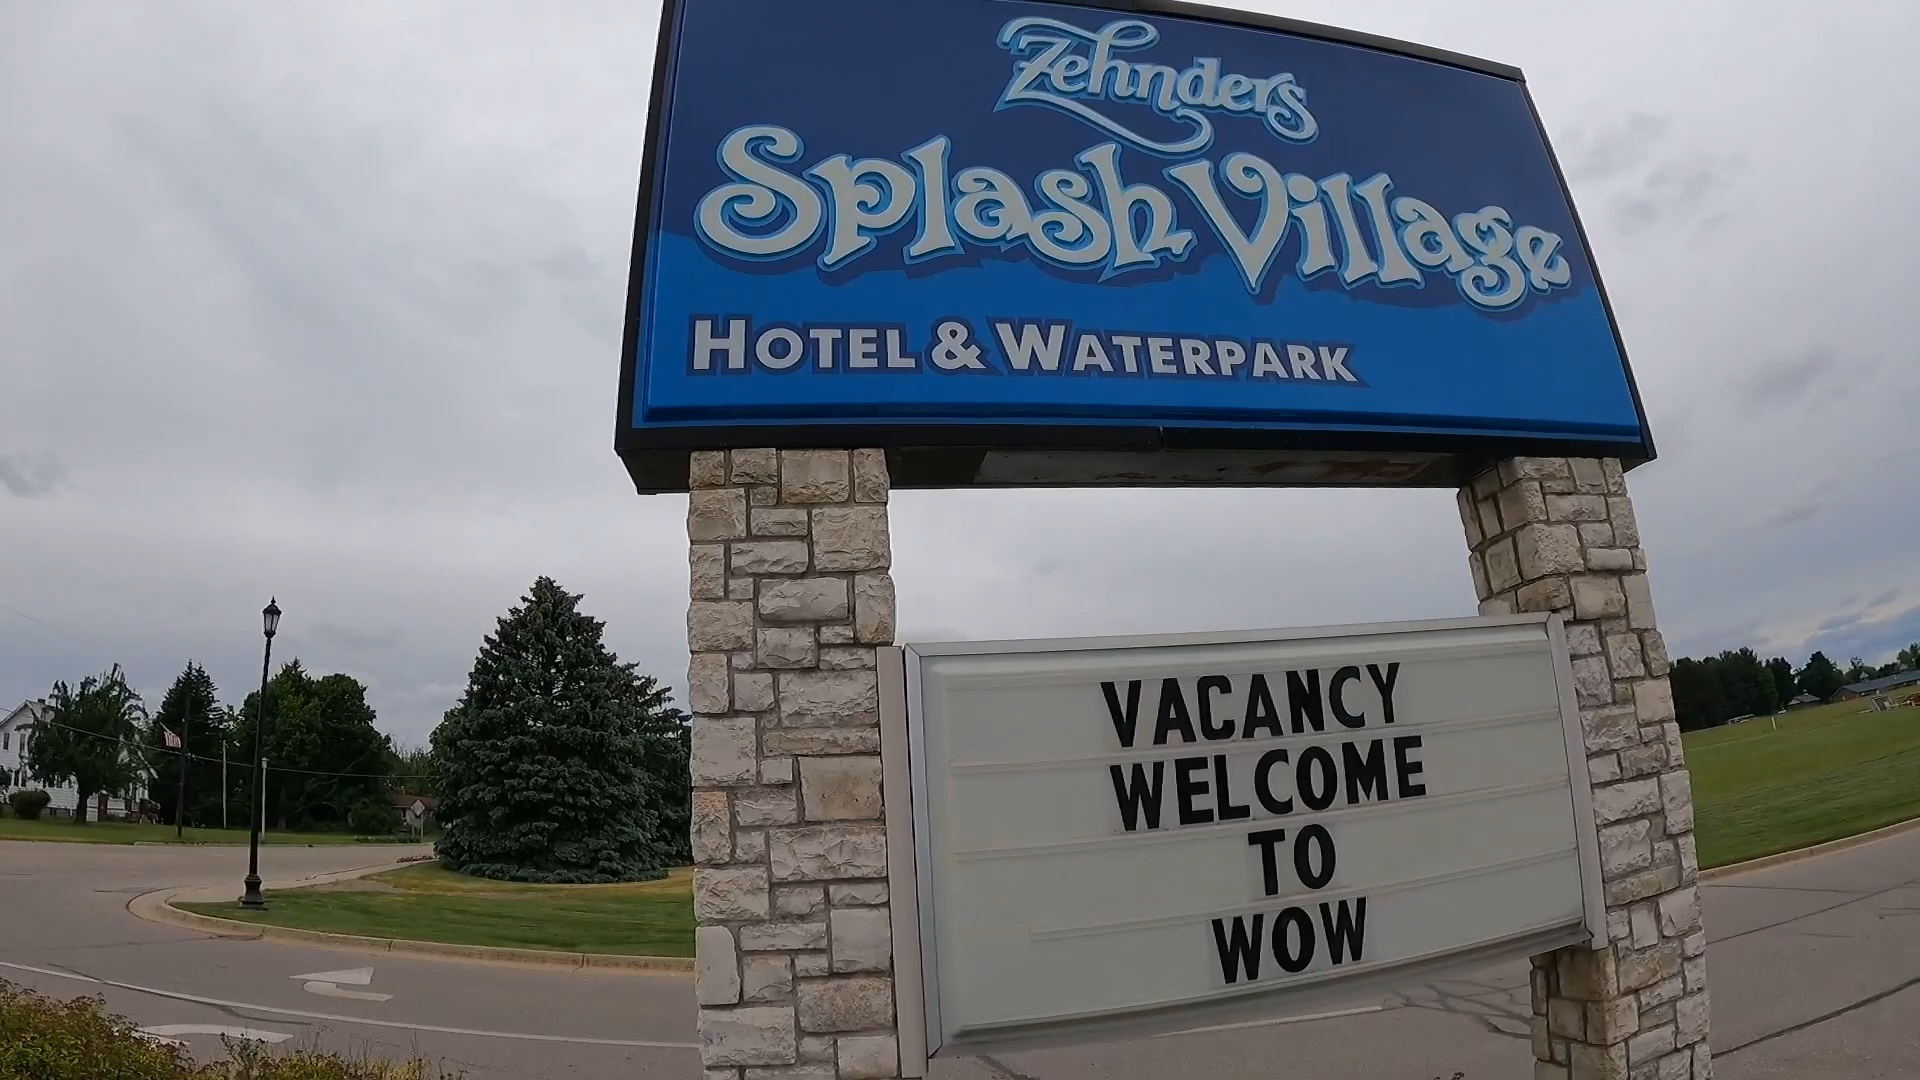 Zehnders
Splash Village
HOTEL & WATERPARK
VACANCY
WELCOME
TO
WOW